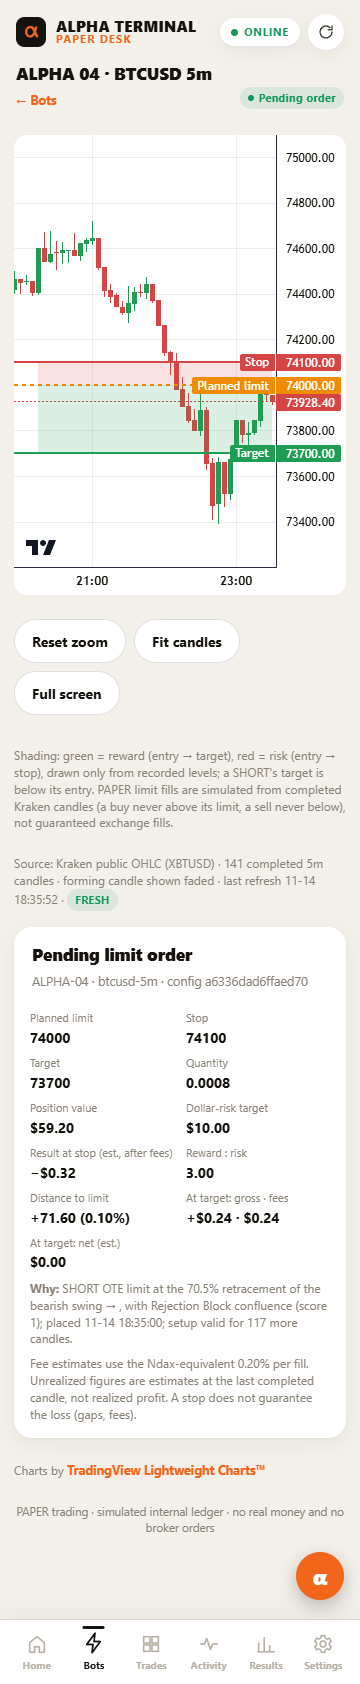 α ALPHA TERMINAL
PAPER DESK
ONLINE
ALPHA 04 · BTCUSD 5m
← Bots
Pending order
75000.00
74600.00
74400.00
74200.00
Stop 74100.00
Planned limit 74000.00
73928.40
73800.00
Target 73700.00
73600.00
73400.00
21:00 23:00
Reset zoom
Fit candles
Full screen
Shading: green = reward (entry → target), red = risk (entry →
stop), drawn only from recorded levels; a SHORT's target is
below its entry. PAPER limit fills are simulated from completed
Kraken candles (a buy never above its limit, a sell never below),
not guaranteed exchange fills.
Source: Kraken public OHLC (XBTUSD) · 141 completed 5m
candles · forming candle shown faded · last refresh 11-14
18:35:52 · FRESH
Pending limit order
ALPHA-04 · btcusd-5m · config a6336dad6ffaed70
Planned limit
74000
Stop
74100
Target
73700
Quantity
0.0008
Position value
$59.20
Dollar-risk target
$10.00
Result at stop (est., after fees)
−$0.32
Reward : risk
3.00
Distance to limit
+71.60 (0.10%)
At target: gross · fees
+$0.24 · $0.24
At target: net (est.)
$0.00
Why: SHORT OTE limit at the 70.5% retracement of the
bearish swing → , with Rejection Block confluence (score
1); placed 11-14 18:35:00; setup valid for 117 more
candles.
Fee estimates use the Ndax-equivalent 0.20% per fill.
Unrealized figures are estimates at the last completed
candle, not realized profit. A stop does not guarantee
the loss (gaps, fees).
Charts by TradingView Lightweight Charts™
PAPER trading · simulated internal ledger · no real money and no
broker orders
α
Home
Bots
Trades
Activity
Results
Settings